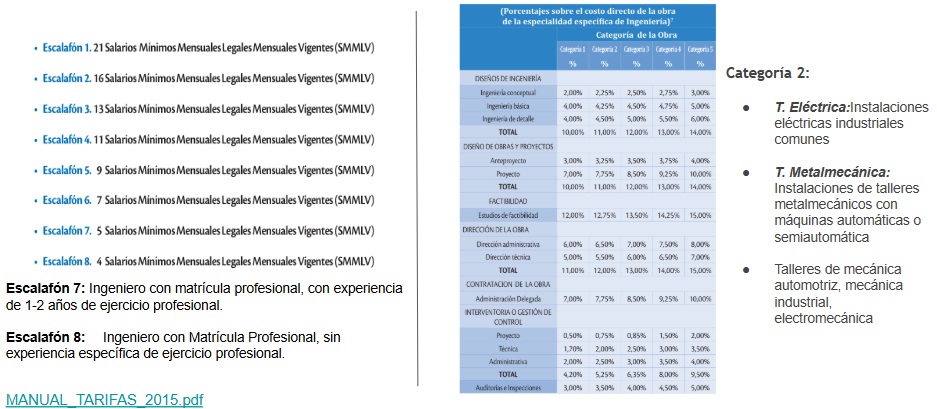 • Escalafón 1. 21 Salarios Mínimos Mensuales Legales Mensuales Vigentes (SMMLV)
• Escalafón 2. 16 Salarios Mínimos Mensuales Legales Mensuales Vigentes (SMMLV)
• Escalafón 3. 13 Salarios Mínimos Mensuales Legales Mensuales Vigentes (SMMLV)
• Escalafón 4. 11 Salarios Mínimos Mensuales Legales Mensuales Vigentes (SMMLV)
• Escalafón 5. 9 Salarios Mínimos Mensuales Legales Mensuales Vigentes (SMMLV)
• Escalafón 6. 7 Salarios Mínimos Mensuales Legales Mensuales Vigentes (SMMLV)
• Escalafón 7. 5 Salarios Mínimos Mensuales Legales Mensuales Vigentes (SMMLV)
• Escalafón 8. 4 Salarios Mínimos Mensuales Legales Mensuales Vigentes (SMMLV)
Escalafón 7: Ingeniero con matrícula profesional, con experiencia
de 1-2 años de ejercicio profesional.
Escalafón 8: Ingeniero con Matrícula Profesional, sin
experiencia específica de ejercicio profesional.
MANUAL_TARIFAS_2015.pdf
(Porcentajes sobre el costo directo de la obra
de la especialidad específica de Ingeniería)7
Categoría de la Obra
Categoría 1 Categoría 2 Categoría 3 Categoría 4 Categoría 5
% % % % %
DISEÑOS DE INGENIERÍA
Ingeniería conceptual 2,00% 2,25% 2,50% 2,75% 3,00%
Ingeniería básica 4,00% 4,25% 4,50% 4,75% 5,00%
Ingeniería de detalle 4,00% 4,50% 5,00% 5,50% 6,00%
TOTAL 10,00% 11,00% 12,00% 13,00% 14,00%
DISEÑO DE OBRAS Y PROYECTOS
Anteproyecto 3,00% 3,25% 3,50% 3,75% 4,00%
Proyecto 7,00% 7,75% 8,50% 9,25% 10,00%
TOTAL 10,00% 11,00% 12,00% 13,00% 14,00%
FACTIBILIDAD
Estudios de factibilidad 12,00% 12,75% 13,50% 14,25% 15,00%
DIRECCIÓN DE LA OBRA
Dirección administrativa 6,00% 6,50% 7,00% 7,50% 8,00%
Dirección técnica 5,00% 5,50% 6,00% 6,50% 7,00%
TOTAL 11,00% 12,00% 13,00% 14,00% 15,00%
CONTRATACION DE LA OBRA
Administración Delegada 7,00% 7,75% 8,50% 9,25% 10,00%
INTERVENTORIA O GESTIÓN DE
CONTROL
Proyecto 0,50% 0,75% 0,85% 1,50% 2,00%
Técnica 1,70% 2,00% 2,50% 3,00% 3,50%
Administrativa 2,00% 2,50% 3,00% 3,50% 4,00%
TOTAL 4,20% 5,25% 6,35% 8,00% 9,50%
Auditorías e Inspecciones 3,00% 3,50% 4,00% 4,50% 5,00%
Categoría 2:
● T. Eléctrica:Instalaciones
eléctricas industriales
comunes
● T. Metalmecánica:
Instalaciones de talleres
metalmecánicos con
máquinas automáticas o
semiautomática
● Talleres de mecánica
automotriz, mecánica
industrial,
electromecánica